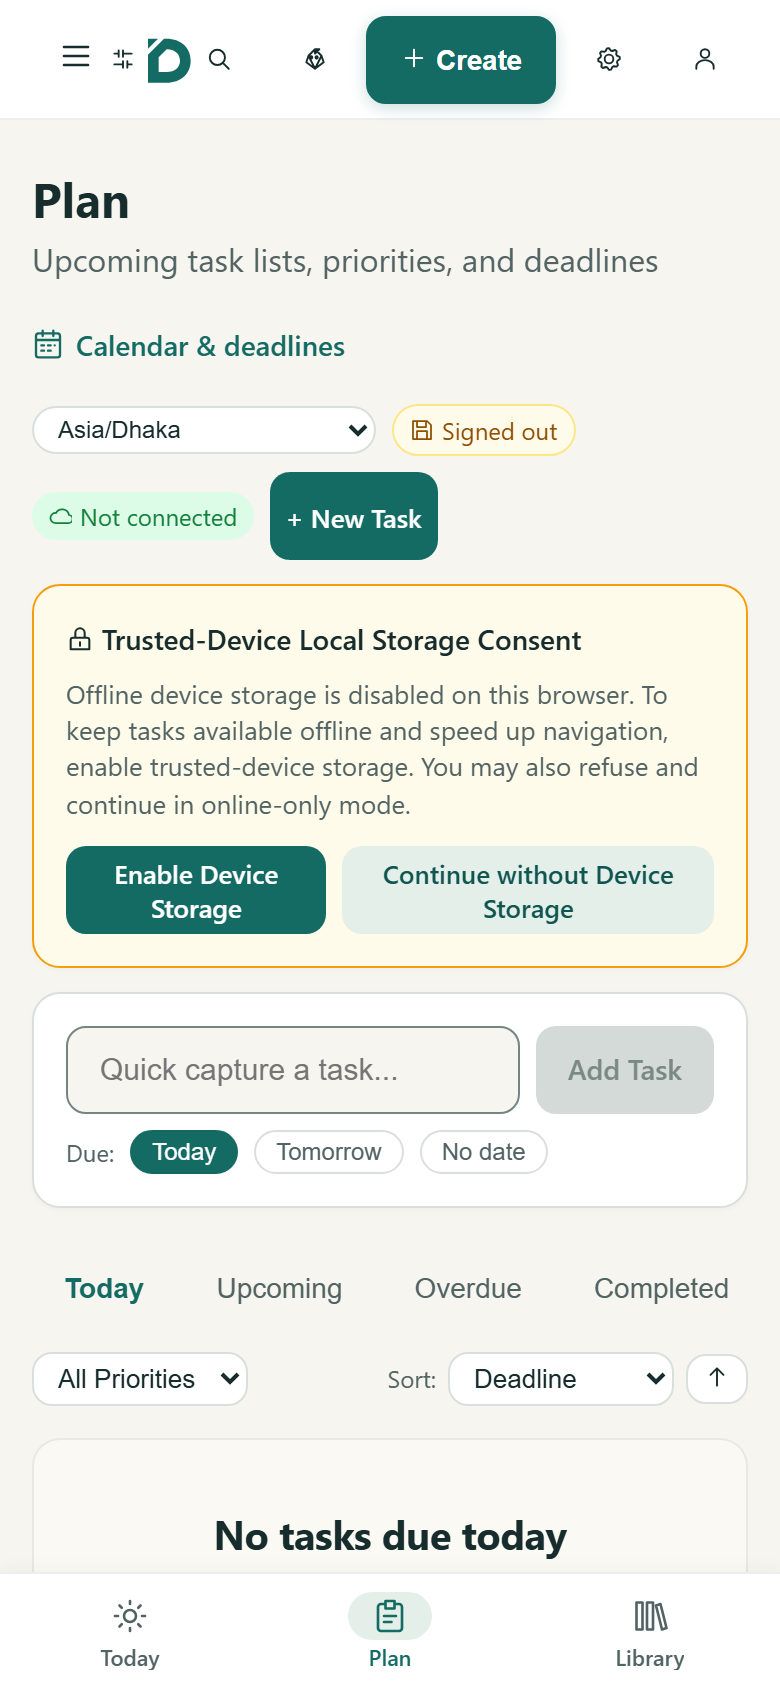 + Create
Plan
Upcoming task lists, priorities, and deadlines
Calendar & deadlines
Asia/Dhaka
Signed out
Not connected
+ New Task
Trusted-Device Local Storage Consent
Offline device storage is disabled on this browser. To
keep tasks available offline and speed up navigation,
enable trusted-device storage. You may also refuse and
continue in online-only mode.
Enable Device
Storage
Continue without Device
Storage
Quick capture a task...
Add Task
Due:
Today
Tomorrow
No date
Today
Upcoming
Overdue
Completed
All Priorities
Sort:
Deadline
No tasks due today
Today
Plan
Library